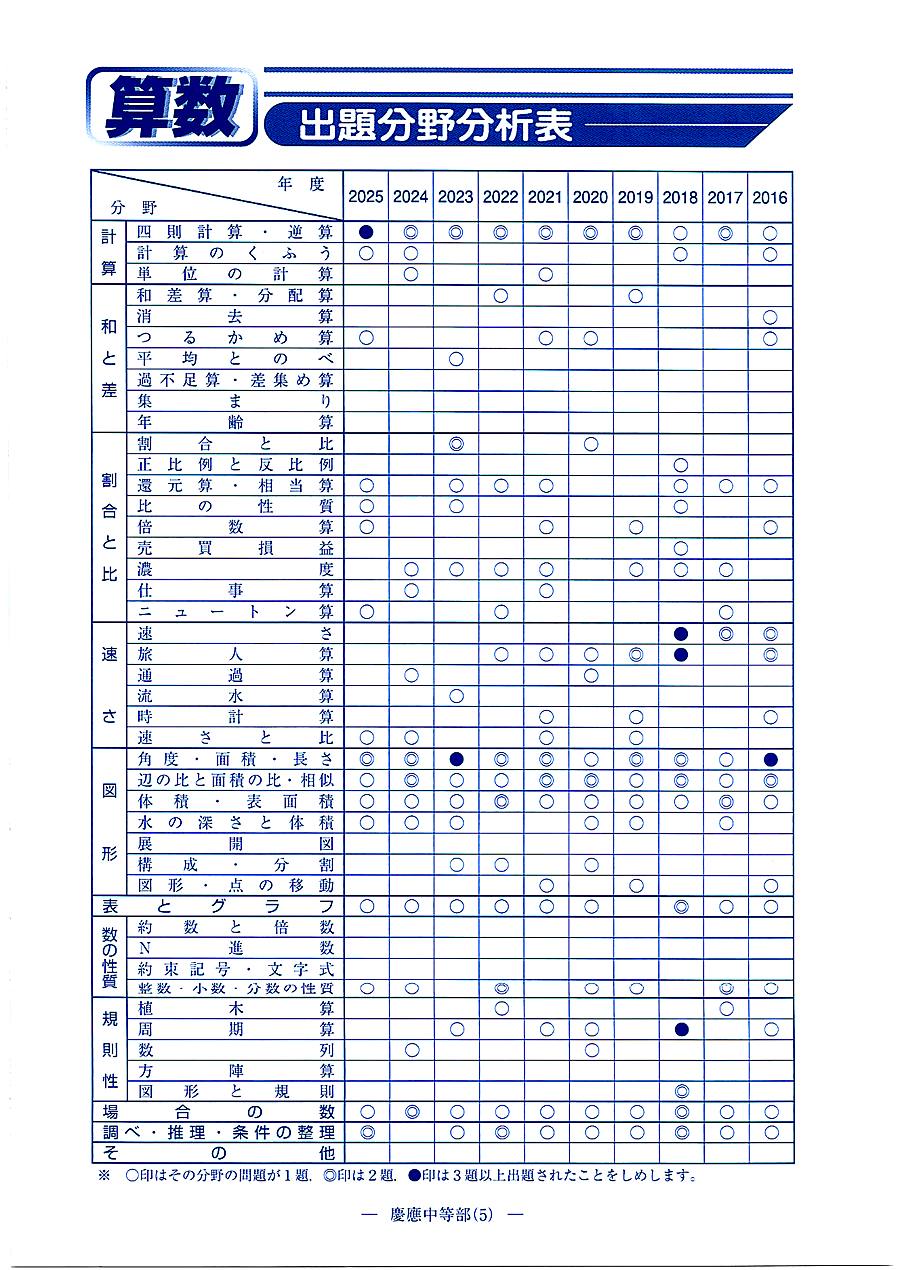 算数
出題分野分析表
年度
分野
2025 2024 2023 2022 2021 2020 2019 2018 2017 2016
計算
四則計算・逆算 ● ◎ ◎ ◎ ◎ ◎ ◎ ○ ◎ ○
計算のくふう ○ ○ ○ ○
単位の計算 ○ ○
和と差
和差算・分配算 ○ ○
消去算 ○
つるかめ算 ○ ○ ○ ○
平均とのべ ○
過不足算・差集め算
集まり
年齢算
割合と比
割合と比 ◎ ○
正比例と反比例 ○
還元算・相当算 ○ ○ ○ ○ ○ ○ ○
比の性質 ○ ○ ○
倍数算 ○ ○ ○ ○
売買損益 ○
濃度 ○ ○ ○ ○ ○ ○ ○
仕事算 ○ ○
ニュートン算 ○ ○ ○
速さ
速さ ● ◎ ◎
旅人算 ○ ○ ○ ◎ ● ◎
通過算 ○ ○
流水算 ○
時計算 ○ ○ ○
速さと比 ○ ○ ○ ○
図形
角度・面積・長さ ◎ ◎ ● ◎ ◎ ○ ◎ ◎ ○ ●
辺の比と面積の比・相似 ○ ◎ ○ ○ ◎ ◎ ○ ◎ ○ ◎
体積・表面積 ○ ○ ○ ◎ ○ ○ ○ ○ ◎ ○
水の深さと体積 ○ ○ ○ ○ ○ ○
展開図
構成・分割 ○ ○ ○
図形・点の移動 ○ ○ ○
表とグラフ ○ ○ ○ ○ ○ ○ ◎ ○ ○
数の性質
約数と倍数
N進数
約束記号・文字式
整数・小数・分数の性質 ○ ○ ◎ ○ ○ ◎ ○
規則性
植木算 ○ ○
周期算 ○ ○ ○ ● ○
数列 ○ ○
方陣算
図形と規則 ◎
場合の数 ○ ◎ ○ ○ ○ ○ ○ ◎ ○ ○
調べ・推理・条件の整理 ◎ ○ ◎ ○ ○ ○ ◎ ○ ○
その他
※ ○印はその分野の問題が1題，◎印は2題，●印は3題以上出題されたことをしめします。
― 慶應中等部(5) ―